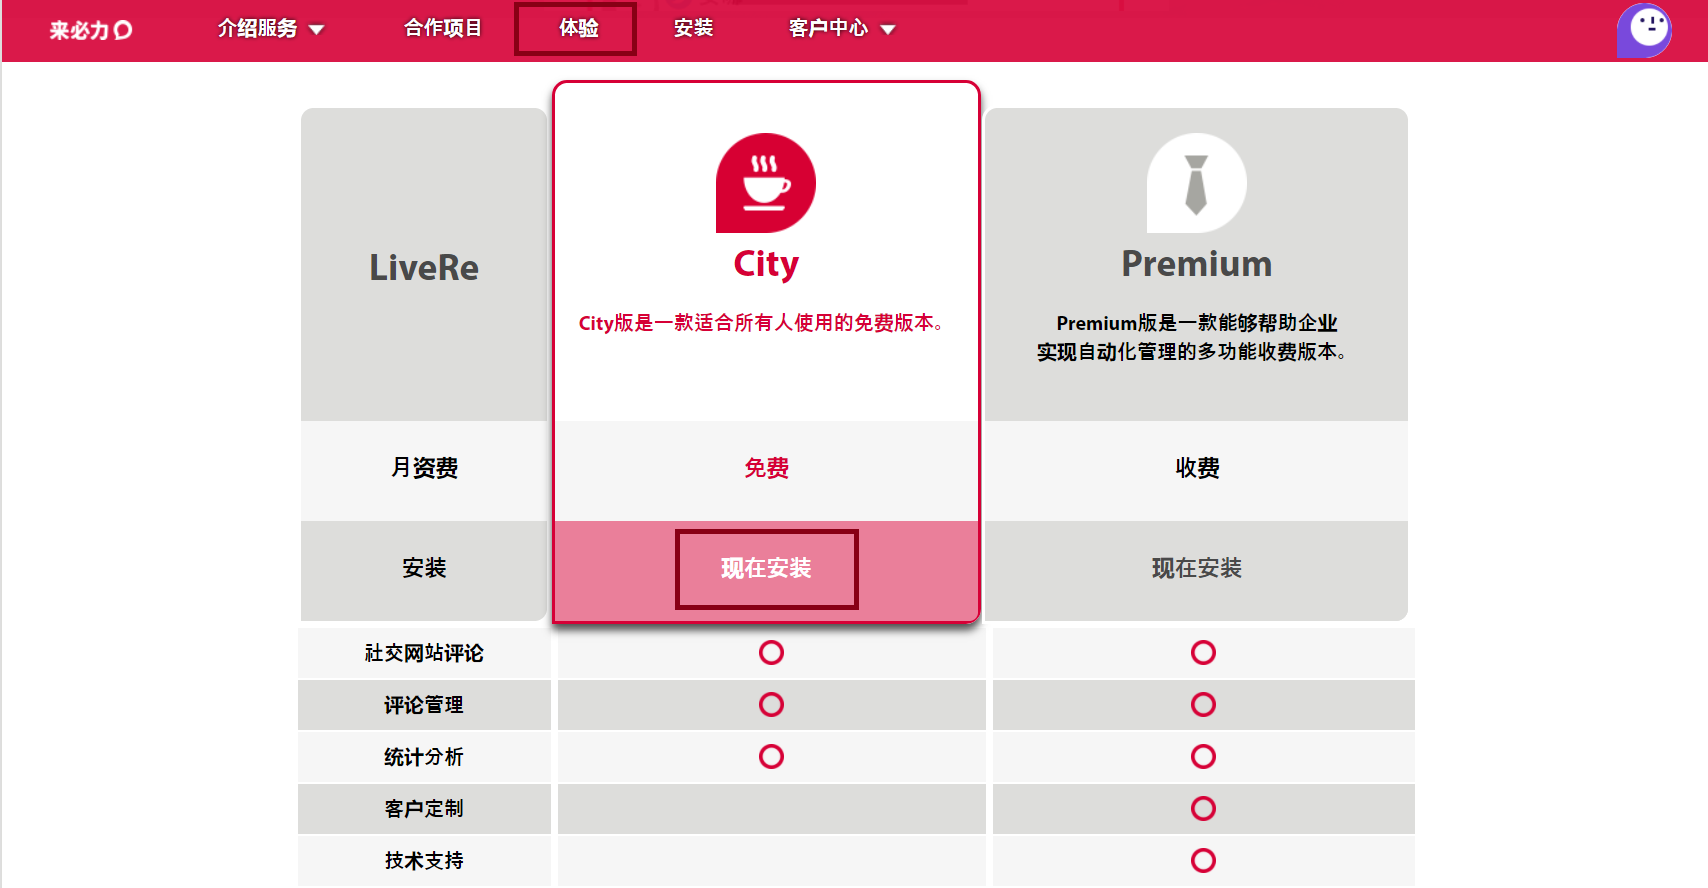 来必力
介绍服务 合作项目 体验 安装 客户中心
LiveRe
City
City版是一款适合所有人使用的免费版本。
Premium
Premium版是一款能够帮助企业
实现自动化管理的多功能收费版本。
月资费 免费 收费
安装 现在安装 现在安装
社交网站评论
评论管理
统计分析
客户定制
技术支持